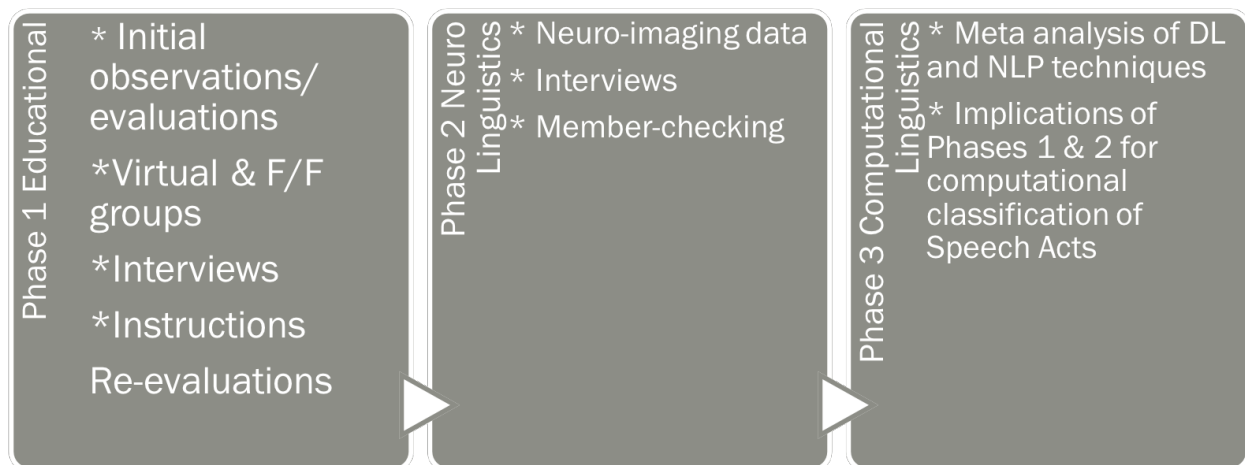 Phase 1 Educational
* Initial
observations/
evaluations
*Virtual & F/F
groups
*Interviews
*Instructions
Re-evaluations
Phase 2 Neuro
Linguistics
* Neuro-imaging data
* Interviews
* Member-checking
Phase 3 Computational
Linguistics
* Meta analysis of DL
and NLP techniques
* Implications of
Phases 1 & 2 for
computational
classification of
Speech Acts